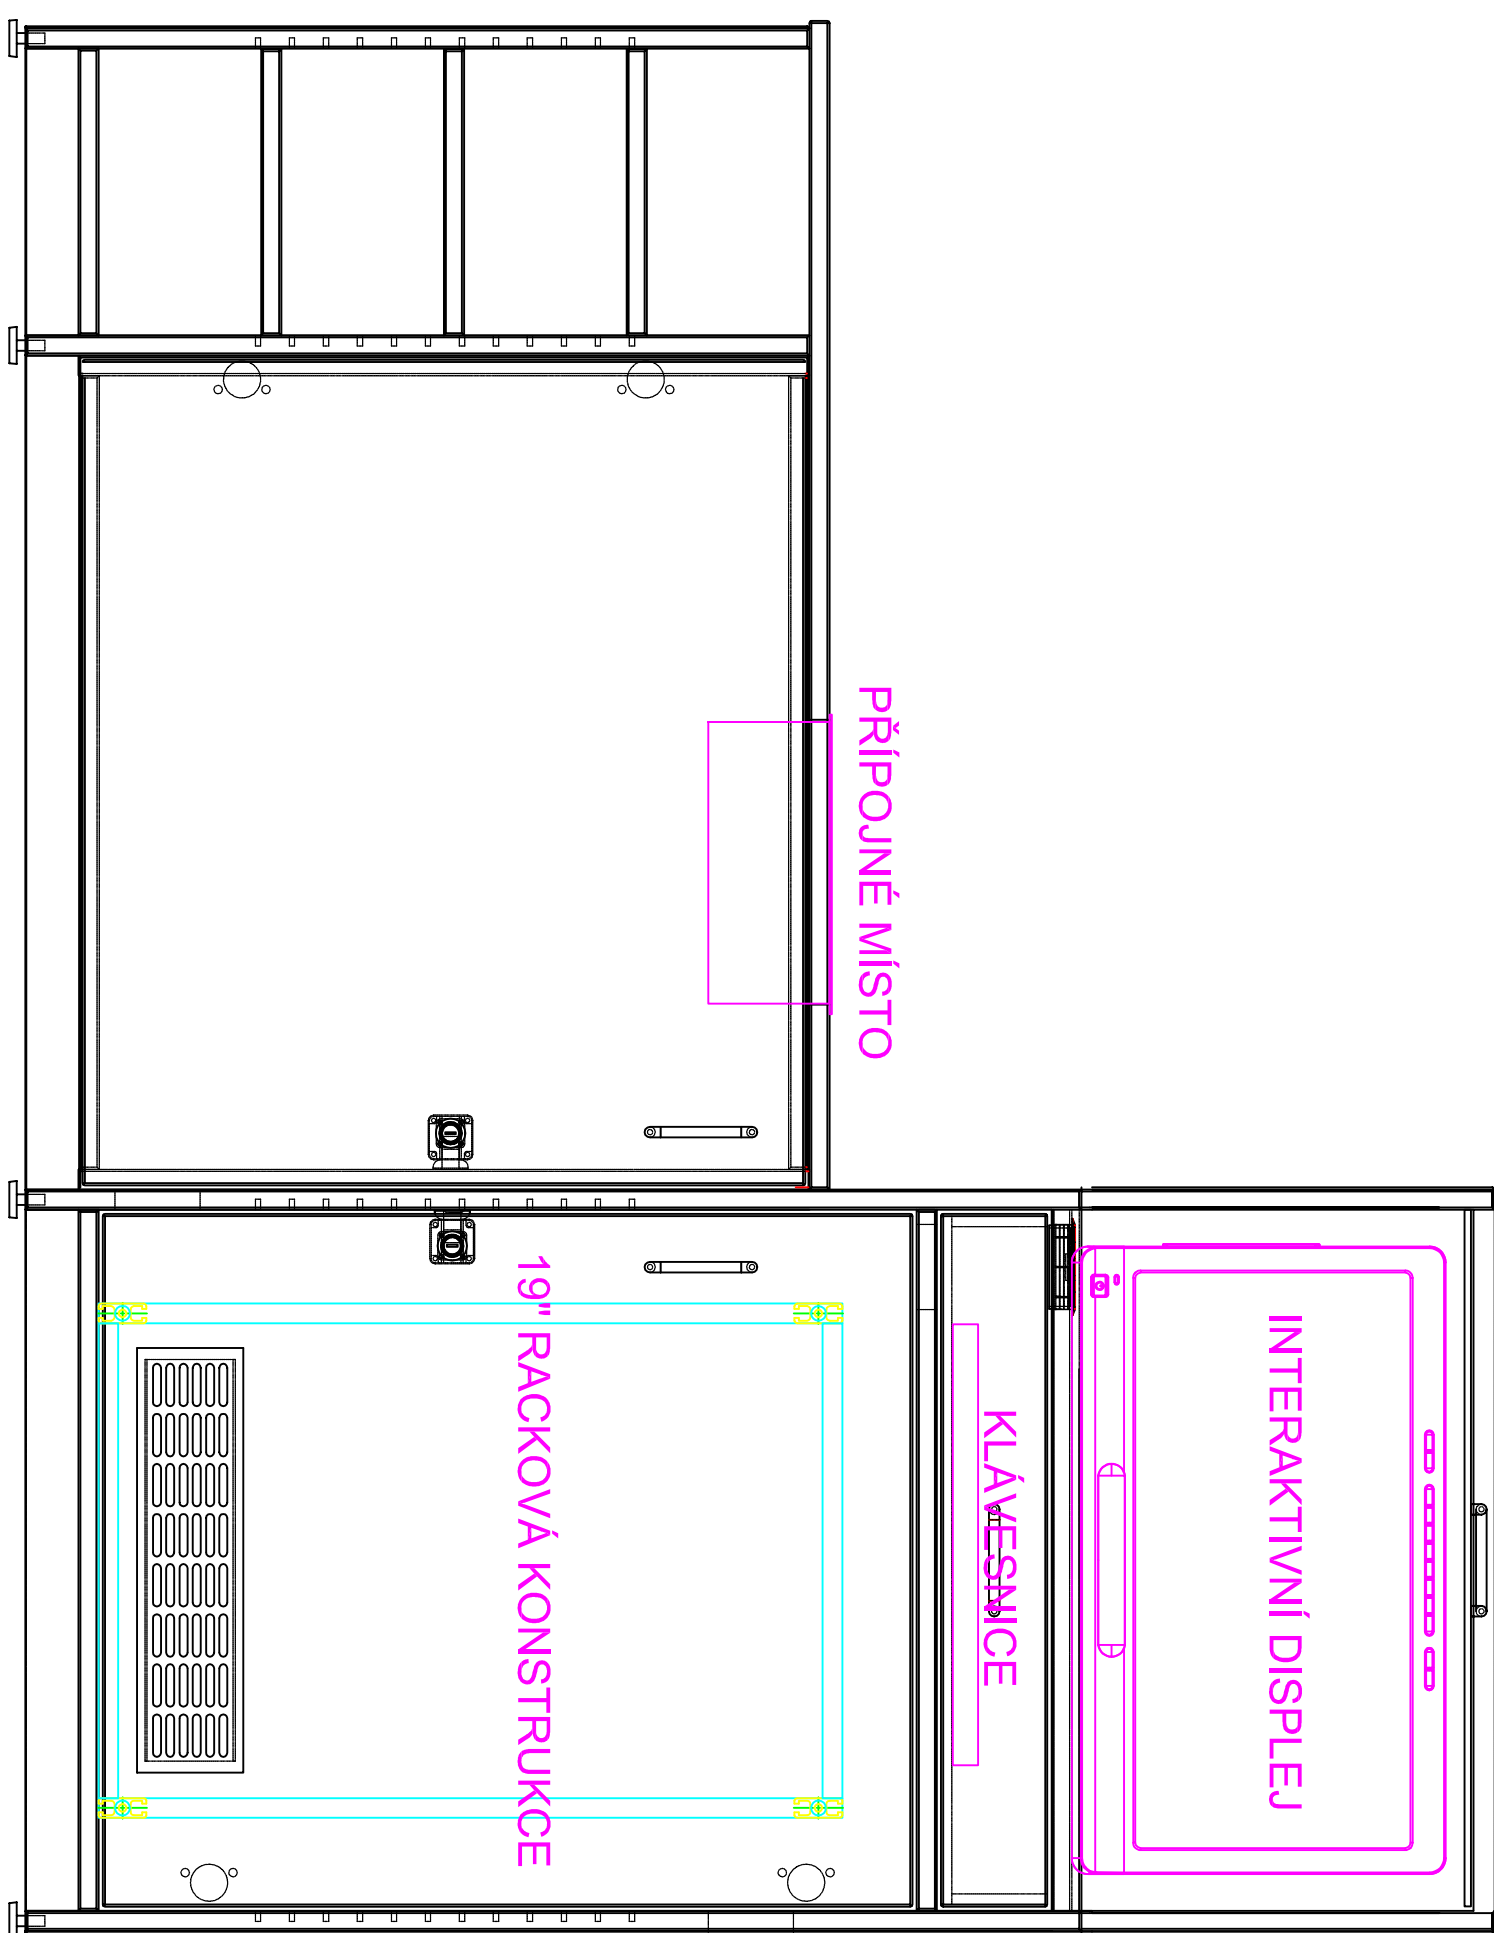 PŘÍPOJNÉ MÍSTO
INTERAKTIVNÍ DISPLEJ
KLÁVESNICE
19" RACKOVÁ KONSTRUKCE